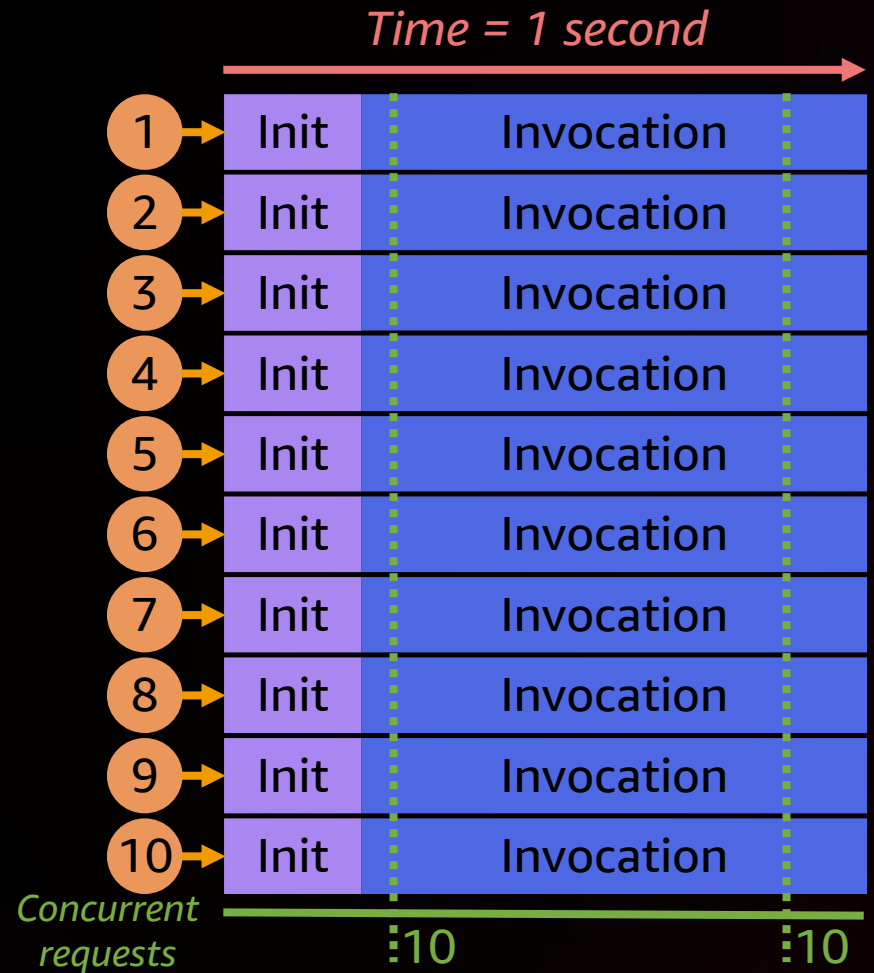 Time = 1 second
1 Init Invocation
2 Init Invocation
3 Init Invocation
4 Init Invocation
5 Init Invocation
6 Init Invocation
7 Init Invocation
8 Init Invocation
9 Init Invocation
10 Init Invocation
Concurrent
requests
10 10